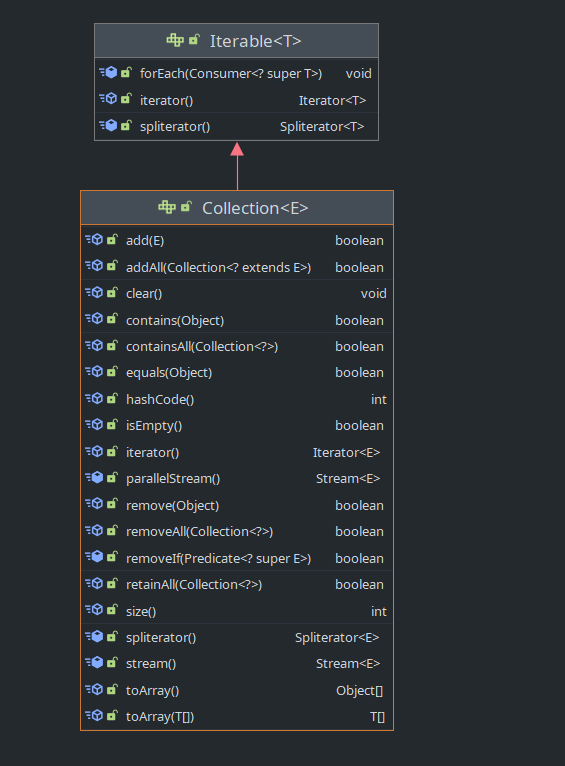 Iterable<T>
forEach(Consumer<? super T>) void
iterator() Iterator<T>
spliterator() Spliterator<T>
Collection<E>
add(E) boolean
addAll(Collection<? extends E>) boolean
clear() void
contains(Object) boolean
containsAll(Collection<?>) boolean
equals(Object) boolean
hashCode() int
isEmpty() boolean
iterator() Iterator<E>
parallelStream() Stream<E>
remove(Object) boolean
removeAll(Collection<?>) boolean
removeIf(Predicate<? super E>) boolean
retainAll(Collection<?>) boolean
size() int
spliterator() Spliterator<E>
stream() Stream<E>
toArray() Object[]
toArray(T[]) T[]